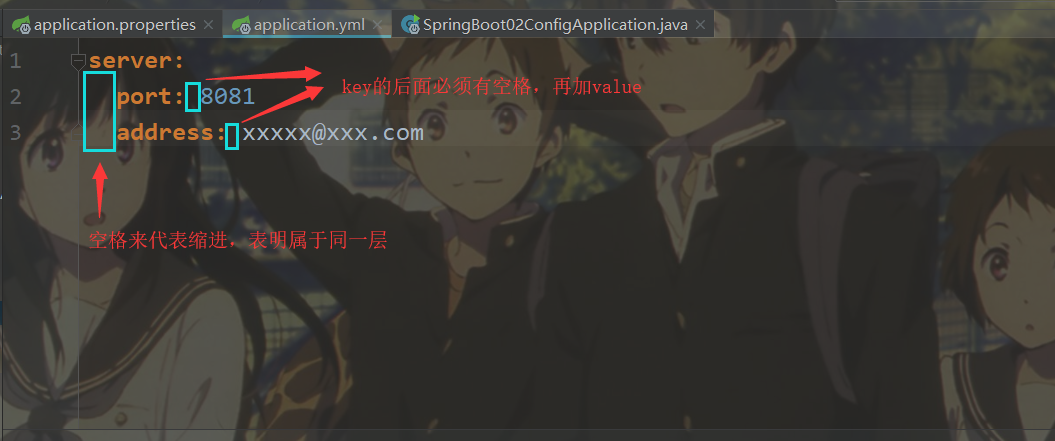 application.properties application.yml SpringBoot02ConfigApplication.java
1 server:
2 port: 8081
key的后面必须有空格，再加value
3 address: xxxxx@xxx.com
空格来代表缩进，表明属于同一层